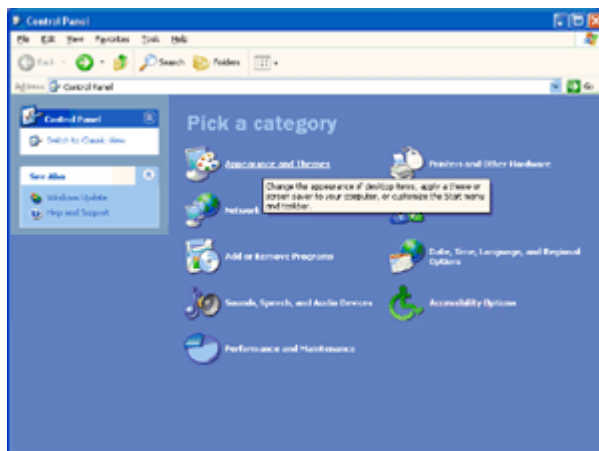 Control Panel
File Edit View Favorites Tools Help
Back Search Folders
Address Control Panel Go
Control Panel
Switch to Classic View
See Also
Windows Update
Help and Support
Pick a category
Appearance and Themes
Printers and Other Hardware
Change the appearance of desktop items, apply a theme or
screen saver to your computer, or customize the Start menu
and taskbar.
Network
Add or Remove Programs
Date, Time, Language, and Regional
Options
Sounds, Speech, and Audio Devices
Accessibility Options
Performance and Maintenance